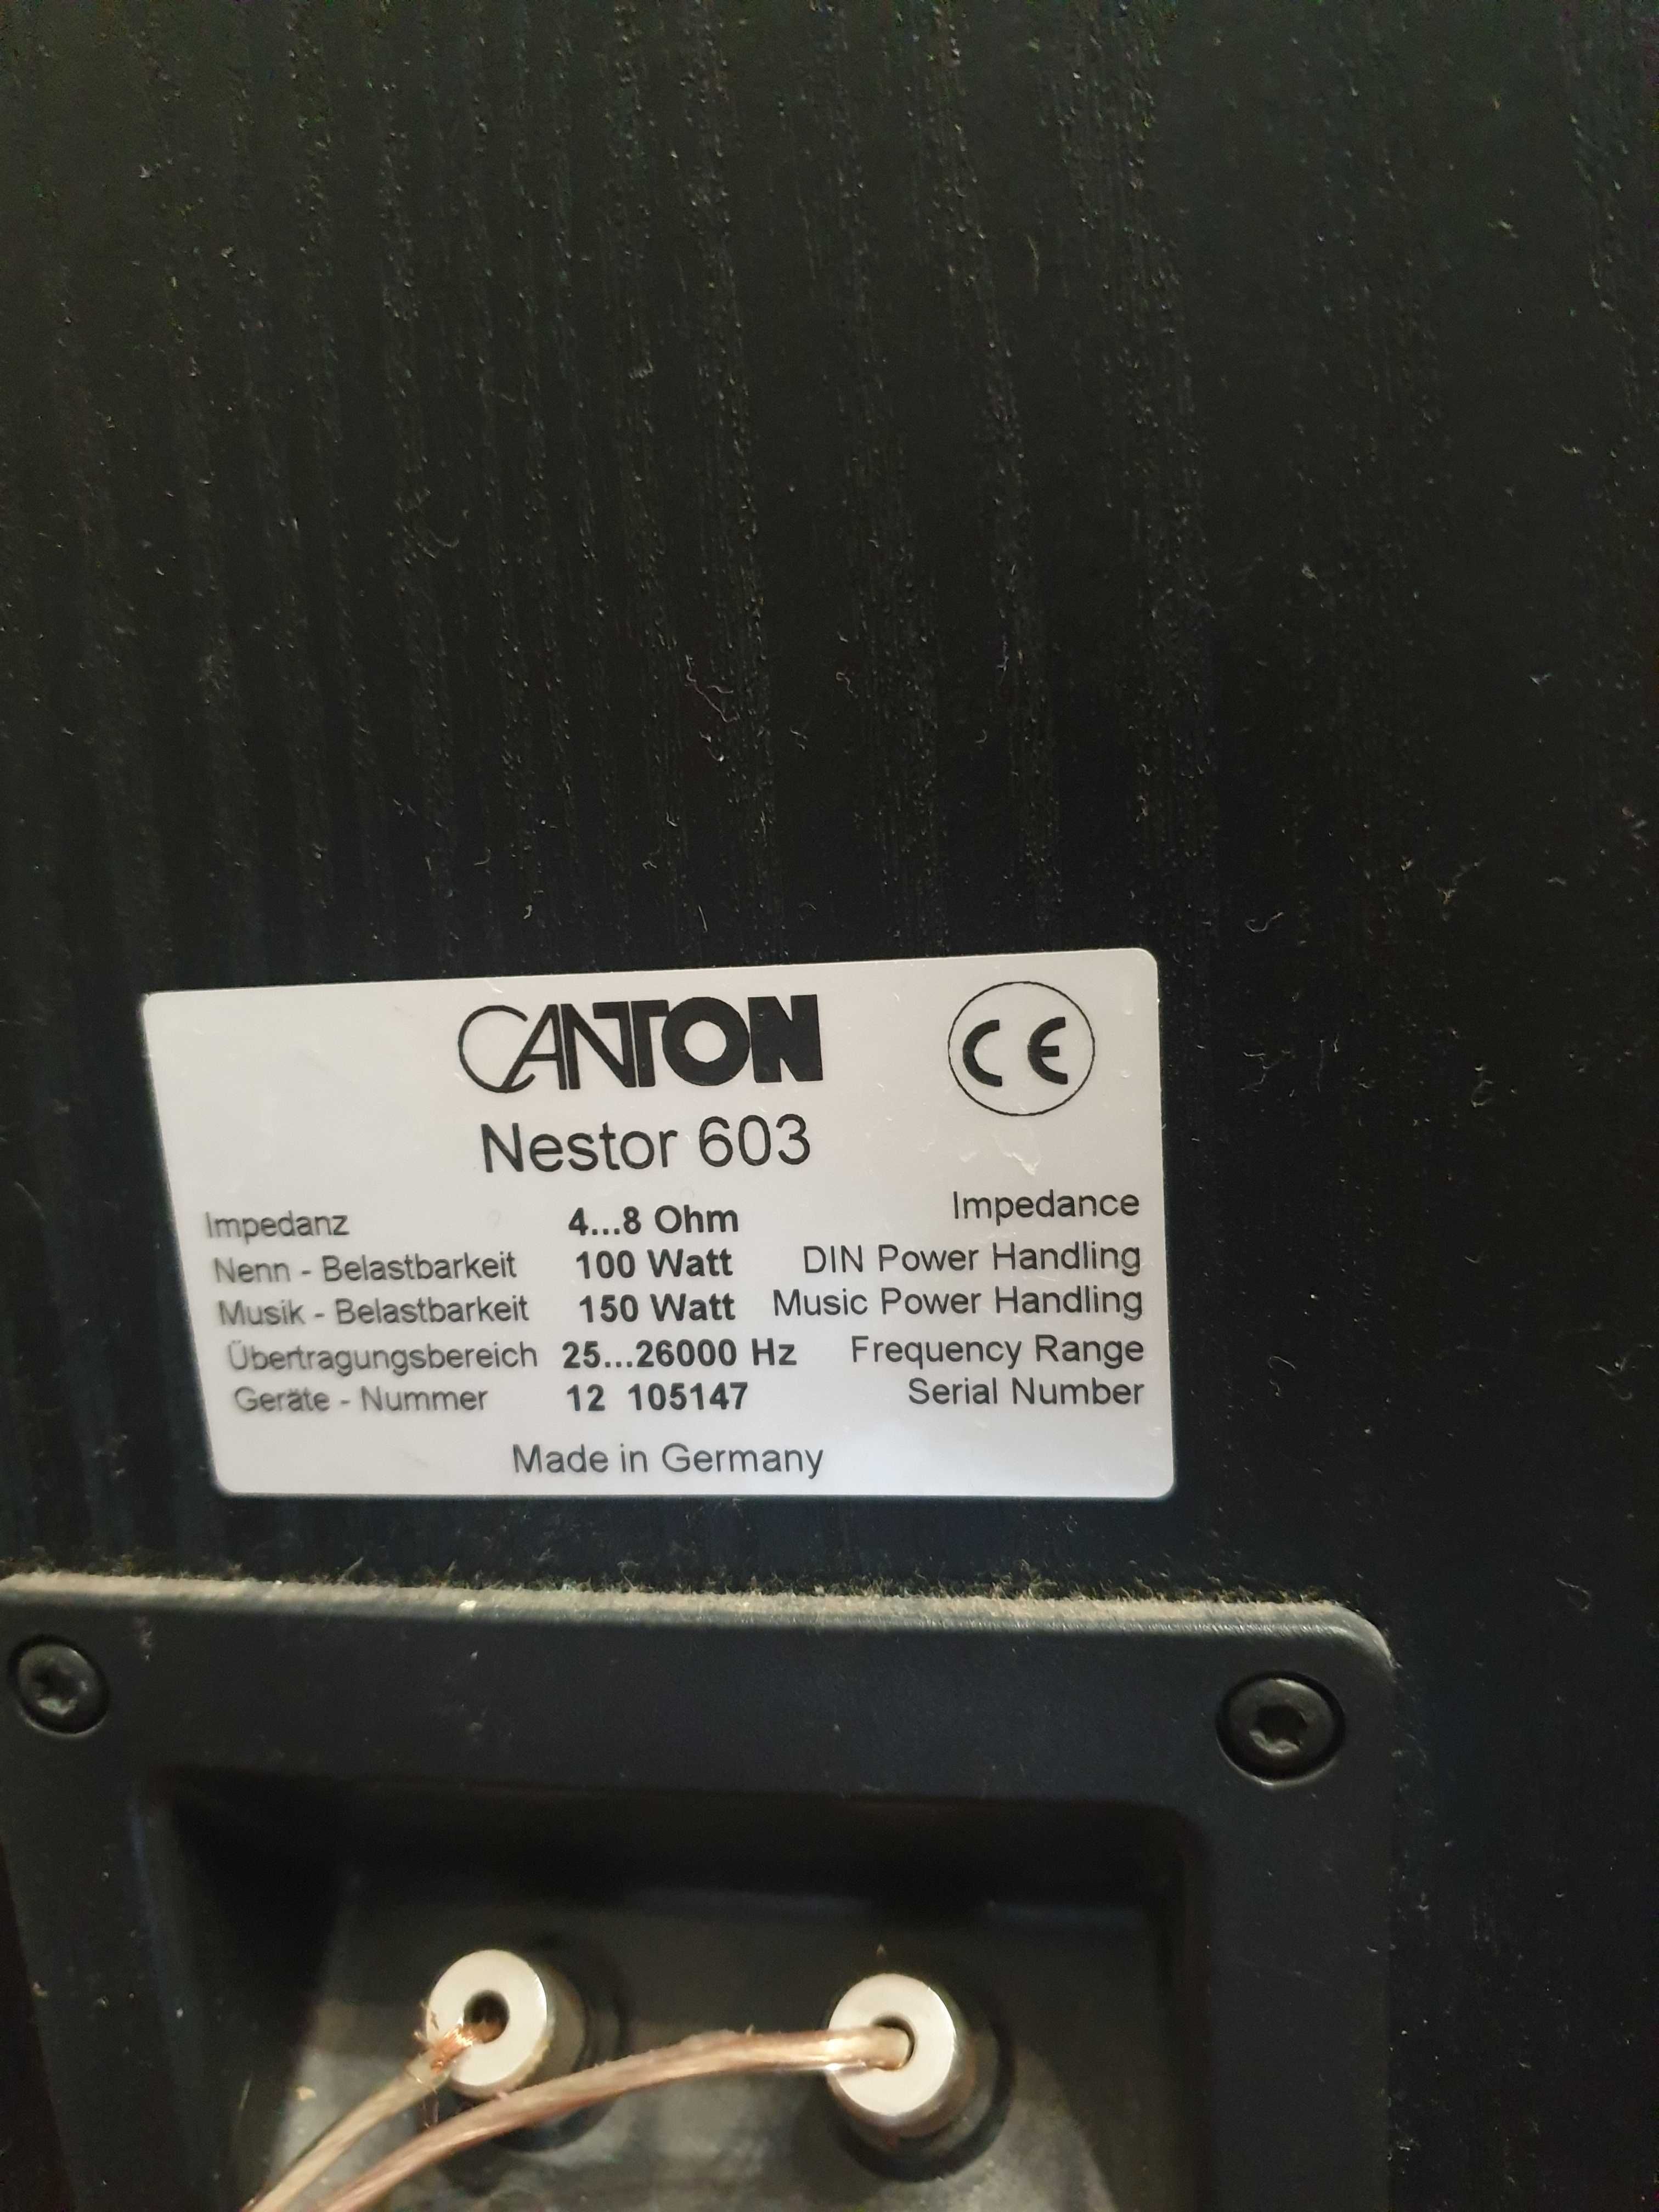 CANTON CE
Nestor 603
Impedanz 4...8 Ohm Impedance
Nenn - Belastbarkeit 100 Watt DIN Power Handling
Musik - Belastbarkeit 150 Watt Music Power Handling
Übertragungsbereich 25...26000 Hz Frequency Range
Geräte - Nummer 12 105147 Serial Number
Made in Germany